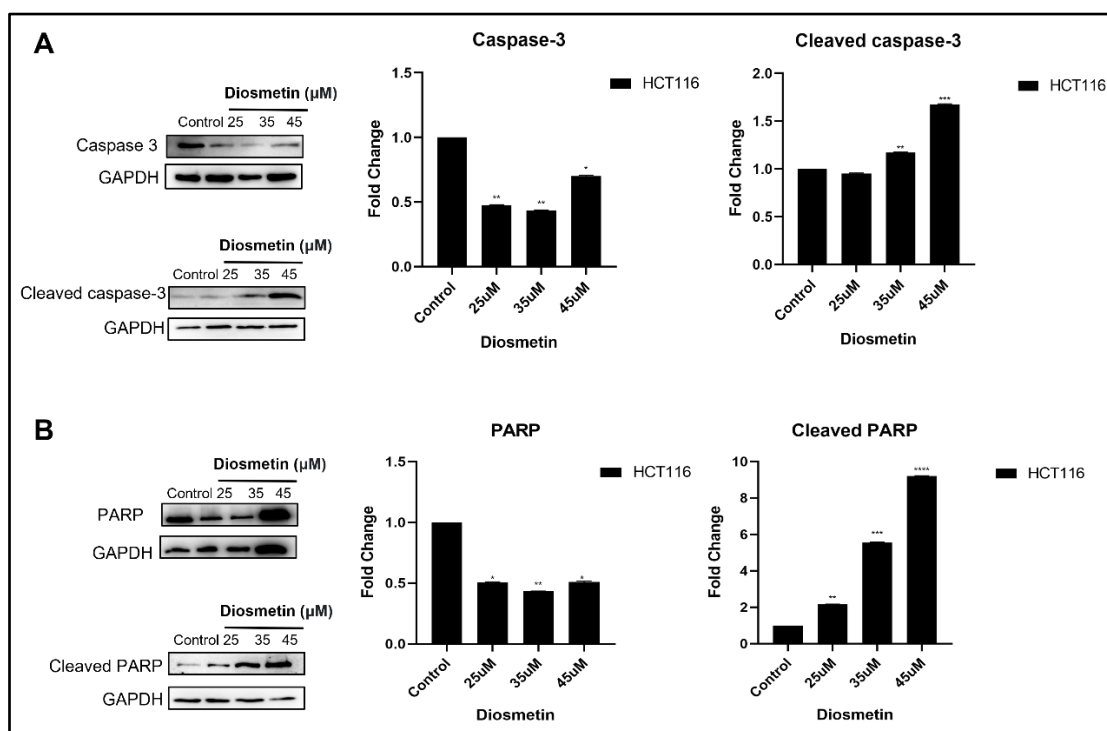 A
Diosmetin (µM)
Control 25 35 45
Caspase 3
GAPDH
Diosmetin (µM)
Control 25 35 45
Cleaved caspase-3
GAPDH
Caspase-3
HCT116
Fold Change
1.5
1.0
0.5
0.0
* 
**
**
Control
25uM
35uM
45uM
Diosmetin
Cleaved caspase-3
HCT116
Fold Change
2.0
1.5
1.0
0.5
0.0
***
**
Control
25uM
35uM
45uM
Diosmetin
B
Diosmetin (µM)
Control 25 35 45
PARP
GAPDH
Diosmetin (µM)
Control 25 35 45
Cleaved PARP
GAPDH
PARP
HCT116
Fold Change
1.5
1.0
0.5
0.0
*
**
*
Control
25uM
35uM
45uM
Diosmetin
Cleaved PARP
HCT116
Fold Change
10
8
6
4
2
0
****
***
**
Control
25uM
35uM
45uM
Diosmetin